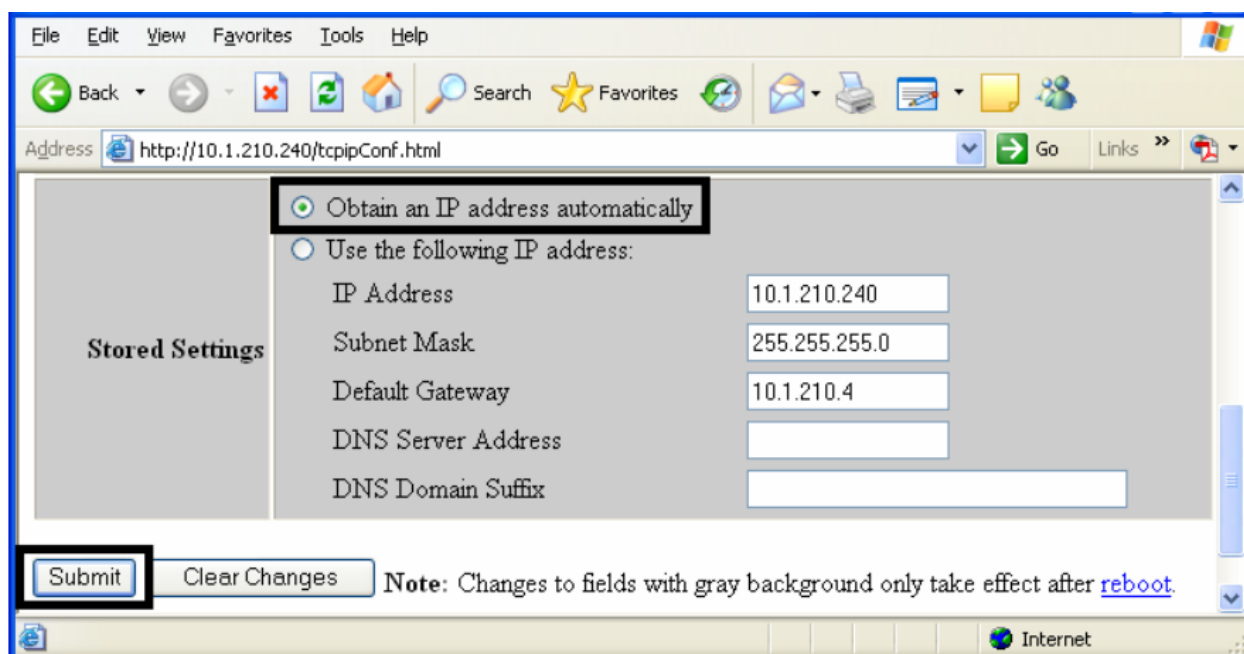 File Edit View Favorites Tools Help
Back Search Favorites
Address http://10.1.210.240/tcpipConf.html Go Links »
Obtain an IP address automatically
Use the following IP address:
IP Address 10.1.210.240
Stored Settings
Subnet Mask 255.255.255.0
Default Gateway 10.1.210.4
DNS Server Address
DNS Domain Suffix
Submit Clear Changes Note: Changes to fields with gray background only take effect after reboot.
Internet